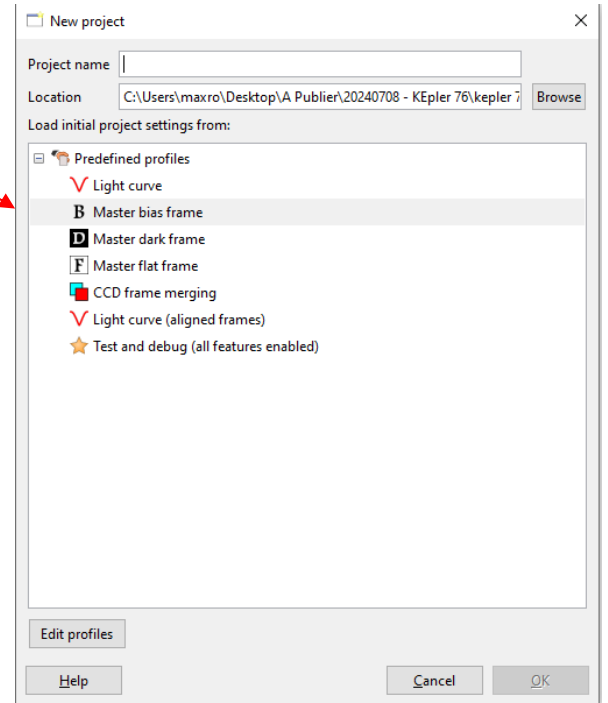 New project
Project name
Location C:\Users\maxro\Desktop\A Publier\20240708 - KEpler 76\kepler 7 Browse
Load initial project settings from:
Predefined profiles
Light curve
B Master bias frame
D Master dark frame
F Master flat frame
CCD frame merging
Light curve (aligned frames)
Test and debug (all features enabled)
Edit profiles
Help Cancel OK